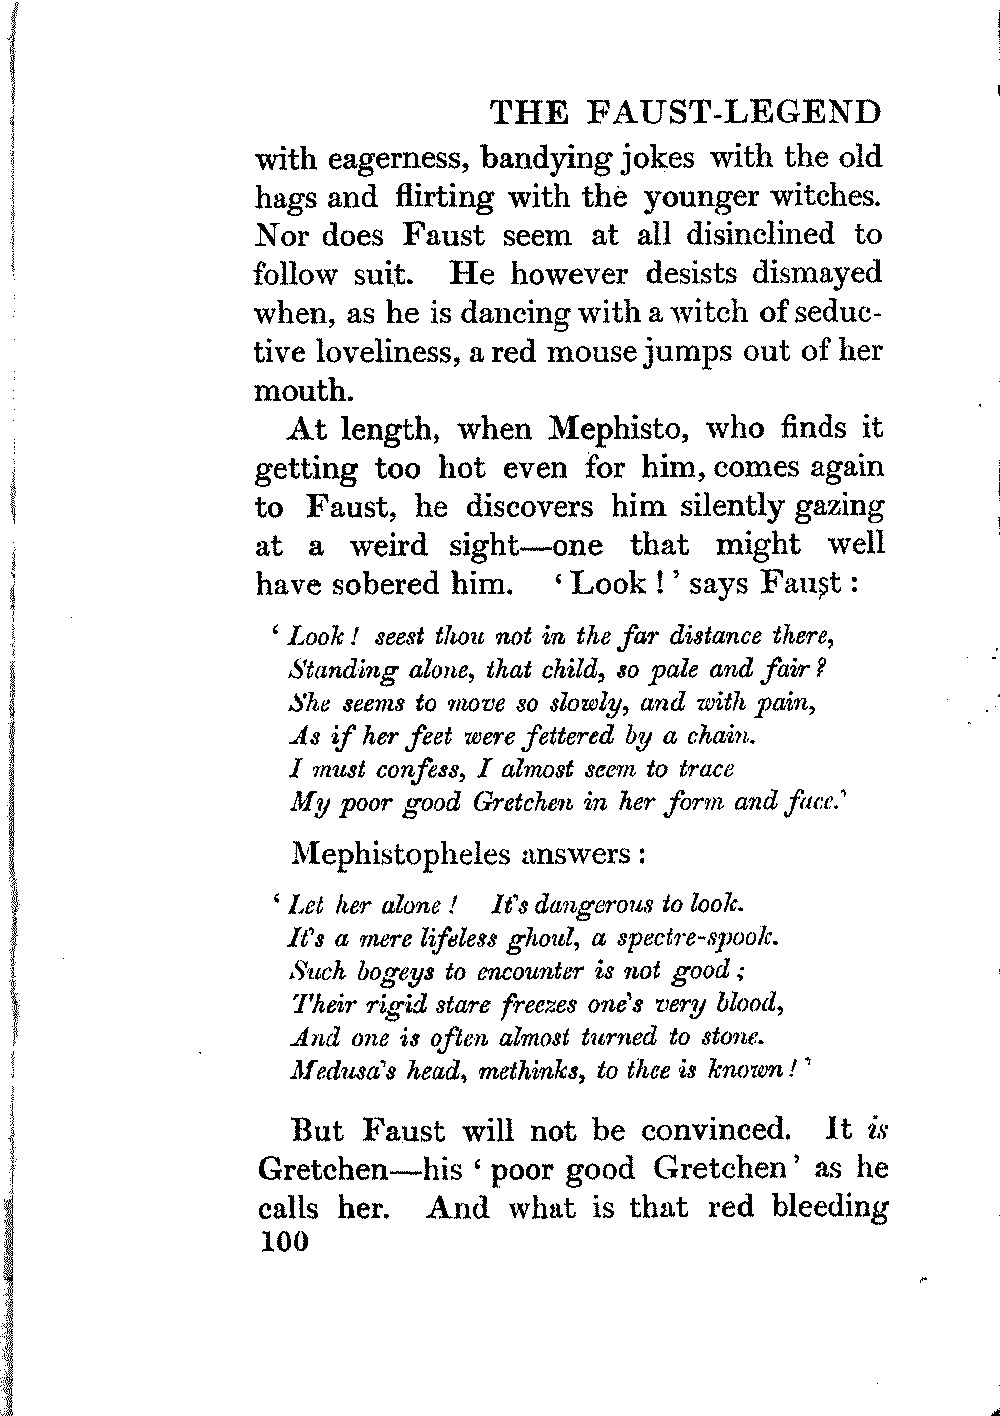 THE FAUST-LEGEND
with eagerness, bandying jokes with the old
hags and flirting with the younger witches.
Nor does Faust seem at all disinclined to
follow suit. He however desists dismayed
when, as he is dancing with a witch of seduc-
tive loveliness, a red mouse jumps out of her
mouth.
At length, when Mephisto, who finds it
getting too hot even for him, comes again
to Faust, he discovers him silently gazing
at a weird sight—one that might well
have sobered him. ‘Look!’ says Faust:
‘Look! seest thou not in the far distance there,
Standing alone, that child, so pale and fair?
She seems to move so slowly, and with pain,
As if her feet were fettered by a chain.
I must confess, I almost seem to trace
My poor good Gretchen in her form and face.’
Mephistopheles answers:
‘Let her alone! It's dangerous to look.
It's a mere lifeless ghoul, a spectre-spook.
Such bogeys to encounter is not good;
Their rigid stare freezes one's very blood,
And one is often almost turned to stone.
Medusa's head, methinks, to thee is known!’
But Faust will not be convinced. It is
Gretchen—his ‘poor good Gretchen’ as he
calls her. And what is that red bleeding
100